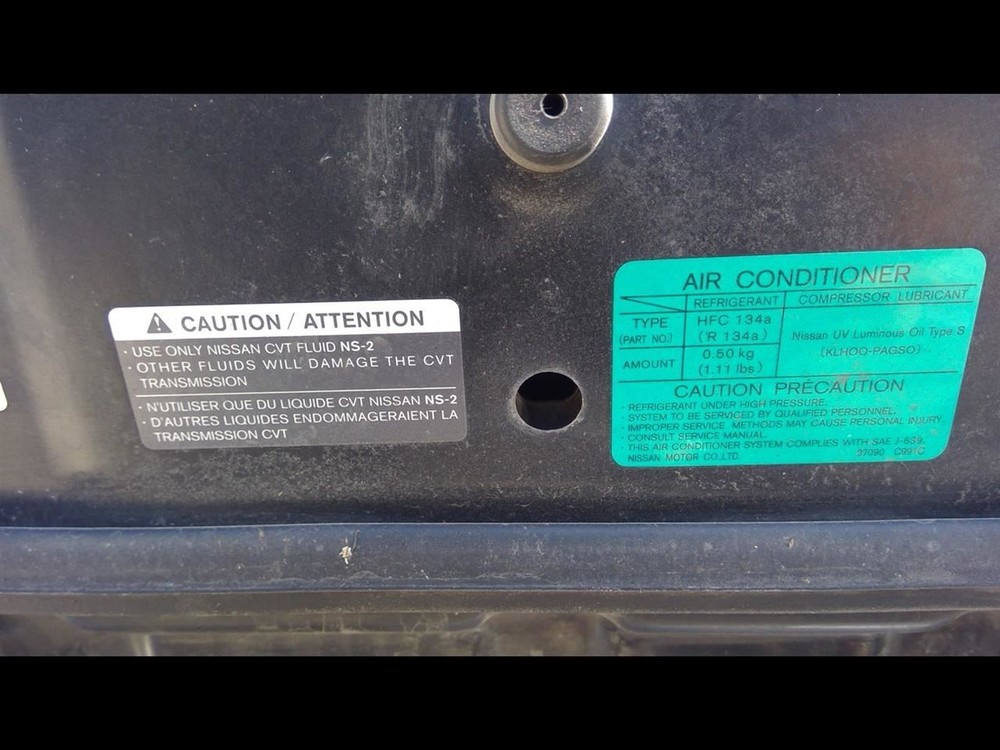 CAUTION / ATTENTION
· USE ONLY NISSAN CVT FLUID NS-2
· OTHER FLUIDS WILL DAMAGE THE CVT
TRANSMISSION
· N'UTILISER QUE DU LIQUIDE CVT NISSAN NS-2
· D'AUTRES LIQUIDES ENDOMMAGERAIENT LA
TRANSMISSION CVT
AIR CONDITIONER
REFRIGERANT COMPRESSOR LUBRICANT
TYPE
(PART NO.)
HFC 134a
(R 134a)
Nissan UV Luminous Oil Type S
(KLHOQ-PAGSO)
AMOUNT
0.50 kg
(1.11 lbs)
CAUTION PRÉCAUTION
· REFRIGERANT UNDER HIGH PRESSURE.
· SYSTEM TO BE SERVICED BY QUALIFIED PERSONNEL.
· IMPROPER SERVICE METHODS MAY CAUSE PERSONAL INJURY.
· CONSULT SERVICE MANUAL.
· THIS AIR CONDITIONER SYSTEM COMPLIES WITH SAE J-639.
NISSAN MOTOR CO.,LTD. 27090 C991C